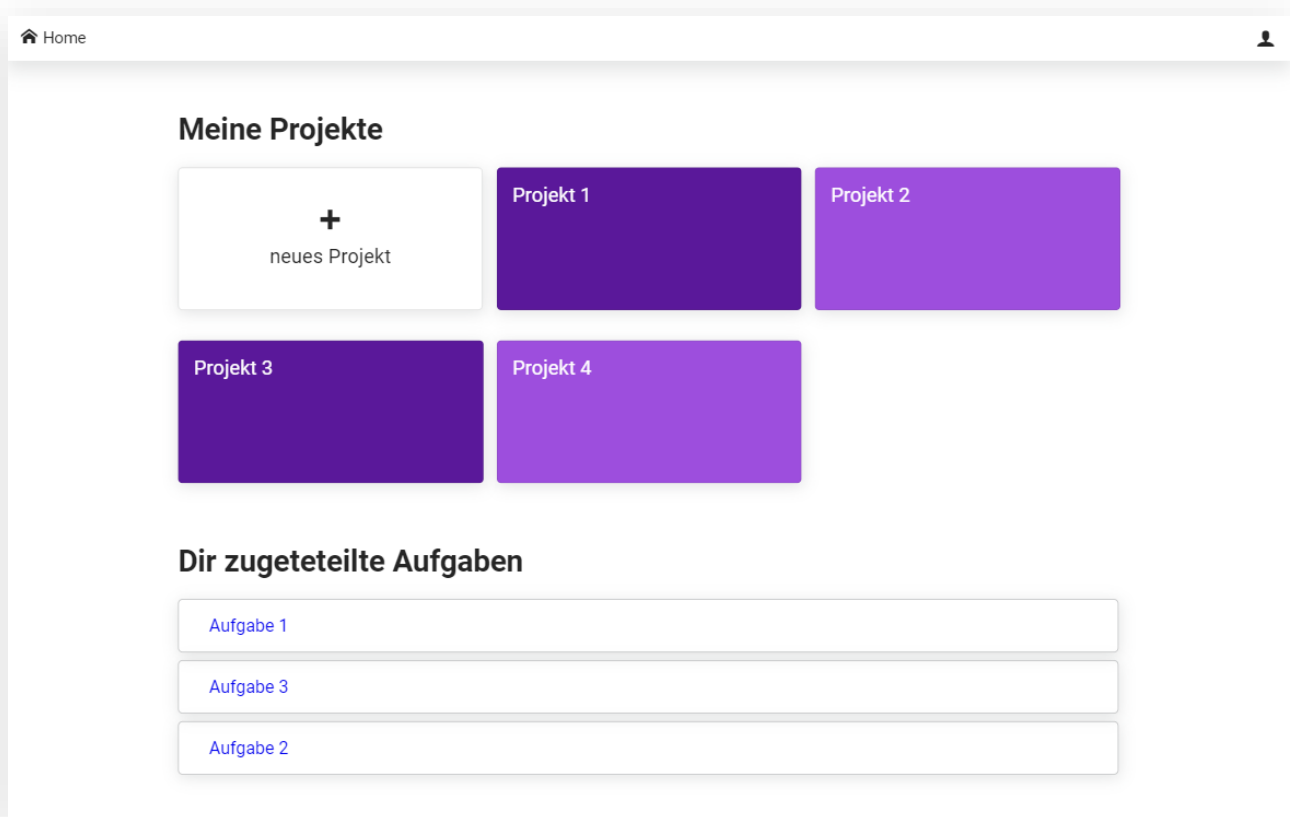 Home
Meine Projekte
+
neues Projekt
Projekt 1
Projekt 2
Projekt 3
Projekt 4
Dir zugeteteilte Aufgaben
Aufgabe 1
Aufgabe 3
Aufgabe 2